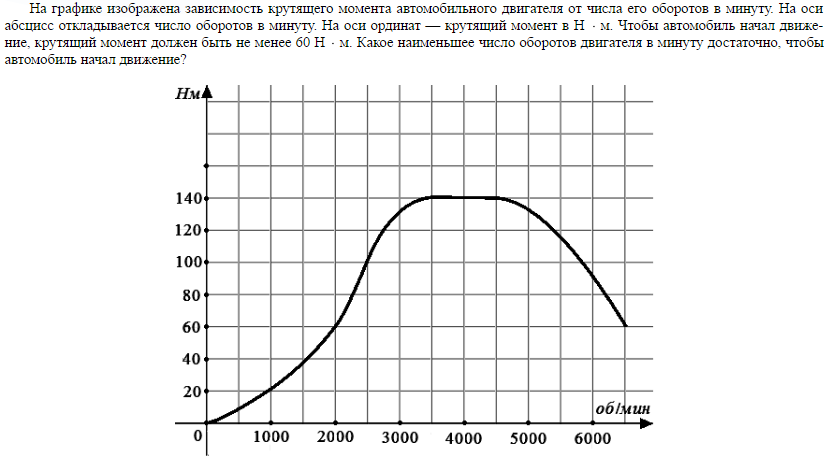 На графике изображена зависимость крутящего момента автомобильного двигателя от числа его оборотов в минуту. На оси
абсцисс откладывается число оборотов в минуту. На оси ординат — крутящий момент в Н · м. Чтобы автомобиль начал движе-
ние, крутящий момент должен быть не менее 60 Н · м. Какое наименьшее число оборотов двигателя в минуту достаточно, чтобы
автомобиль начал движение?
Нм
140
120
100
80
60
40
20
об/мин
0 1000 2000 3000 4000 5000 6000